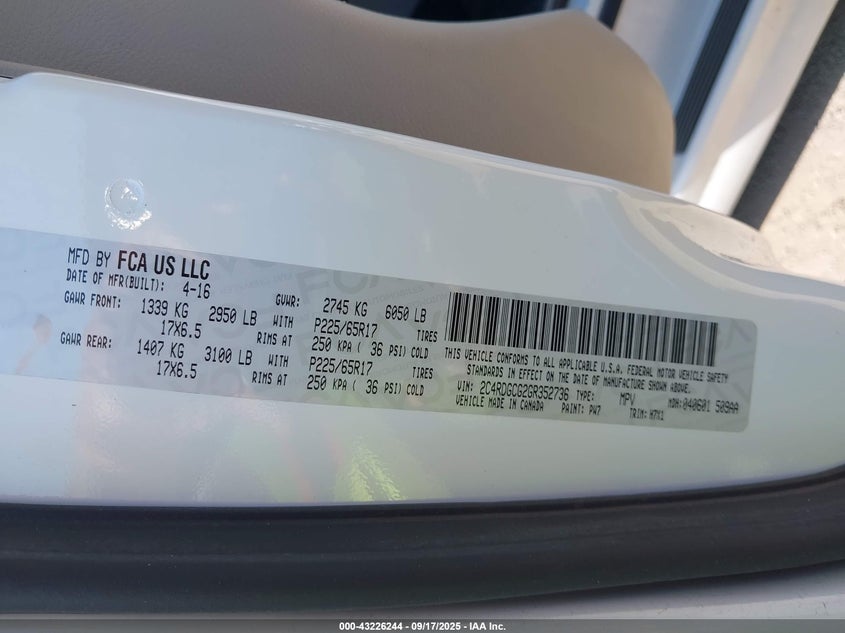 MFD BY FCA US LLC
DATE OF MFR(BUILT): 4-16 GVWR: 2745 KG 6050 LB
GAWR FRONT: 1339 KG 2950 LB WITH P225/65R17 TIRES
17X6.5 RIMS AT 250 KPA ( 36 PSI) COLD
GAWR REAR: 1407 KG 3100 LB WITH P225/65R17 TIRES
17X6.5 RIMS AT 250 KPA ( 36 PSI) COLD
THIS VEHICLE CONFORMS TO ALL APPLICABLE U.S.A. FEDERAL MOTOR VEHICLE SAFETY
STANDARDS IN EFFECT ON THE DATE OF MANUFACTURE SHOWN ABOVE.
VIN: 2C4RDGCG2GR352736 TYPE: MPV MDH: 040601 509AA
VEHICLE MADE IN CANADA PAINT: PW7 TRIM: H7X1
000-43226244 | 09/17/2025 - IAA Inc.